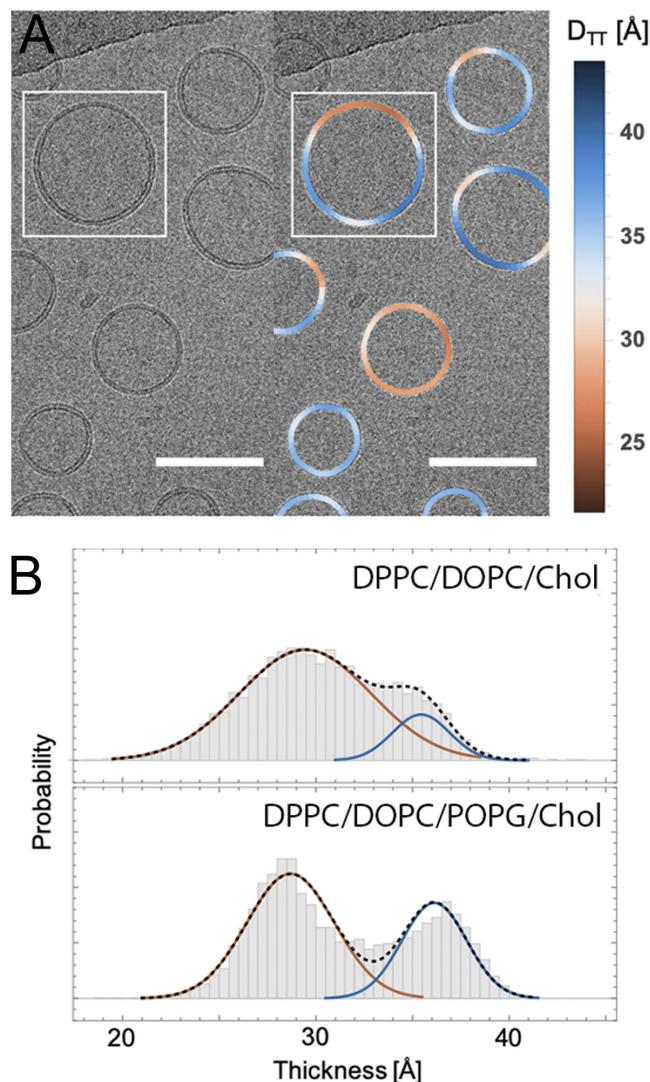 A
D_TT [Å]
40
35
30
25
B
DPPC/DOPC/Chol
DPPC/DOPC/POPG/Chol
Probability
20 30 40
Thickness [Å]